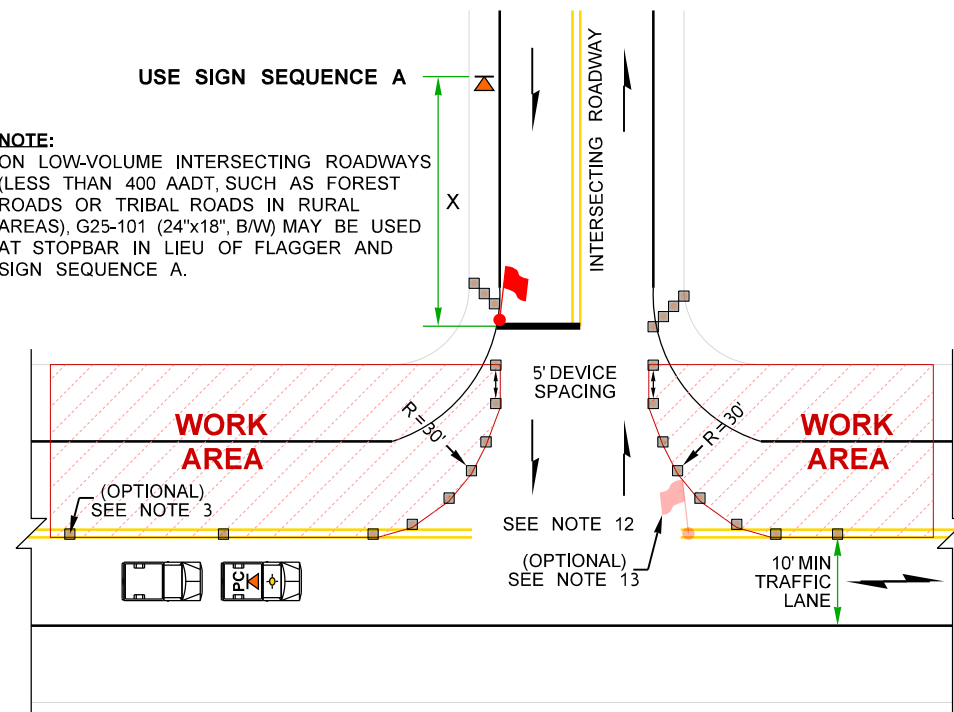 USE SIGN SEQUENCE A
NOTE:
ON LOW-VOLUME INTERSECTING ROADWAYS
(LESS THAN 400 AADT, SUCH AS FOREST
ROADS OR TRIBAL ROADS IN RURAL
AREAS), G25-101 (24"x18", B/W) MAY BE USED
AT STOPBAR IN LIEU OF FLAGGER AND
SIGN SEQUENCE A.
X
INTERSECTING ROADWAY
5' DEVICE
SPACING
WORK
AREA
R=30'
R=30'
WORK
AREA
(OPTIONAL)
SEE NOTE 3
SEE NOTE 12
(OPTIONAL)
SEE NOTE 13
10' MIN
TRAFFIC
LANE
PC